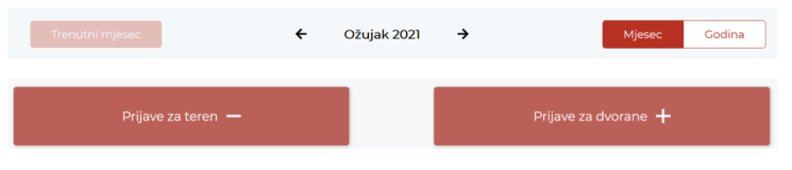 Trenutni mjesec ← Ožujak 2021 → Mjesec Godina
Prijave za teren − Prijave za dvorane +